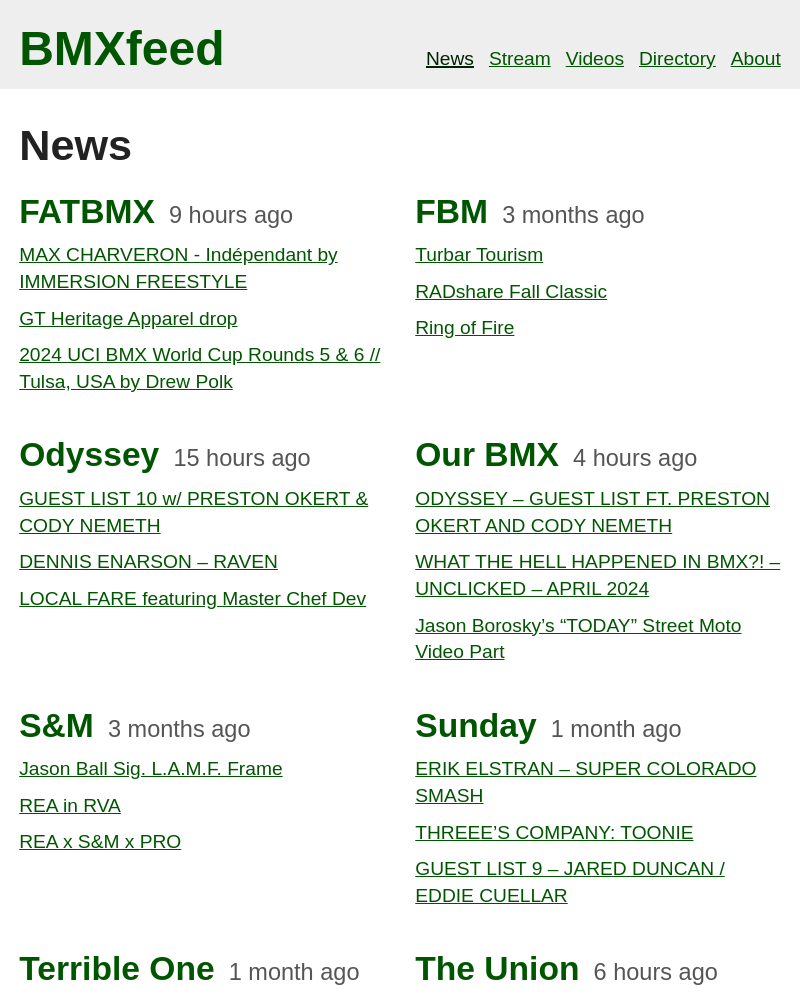 BMXfeed
News Stream Videos Directory About
News
FATBMX 9 hours ago
MAX CHARVERON - Indépendant by
IMMERSION FREESTYLE
GT Heritage Apparel drop
2024 UCI BMX World Cup Rounds 5 & 6 //
Tulsa, USA by Drew Polk
FBM 3 months ago
Turbar Tourism
RADshare Fall Classic
Ring of Fire
Odyssey 15 hours ago
GUEST LIST 10 w/ PRESTON OKERT &
CODY NEMETH
DENNIS ENARSON – RAVEN
LOCAL FARE featuring Master Chef Dev
Our BMX 4 hours ago
ODYSSEY – GUEST LIST FT. PRESTON
OKERT AND CODY NEMETH
WHAT THE HELL HAPPENED IN BMX?! –
UNCLICKED – APRIL 2024
Jason Borosky’s “TODAY” Street Moto
Video Part
S&M 3 months ago
Jason Ball Sig. L.A.M.F. Frame
REA in RVA
REA x S&M x PRO
Sunday 1 month ago
ERIK ELSTRAN – SUPER COLORADO
SMASH
THREEE’S COMPANY: TOONIE
GUEST LIST 9 – JARED DUNCAN /
EDDIE CUELLAR
Terrible One 1 month ago
The Union 6 hours ago